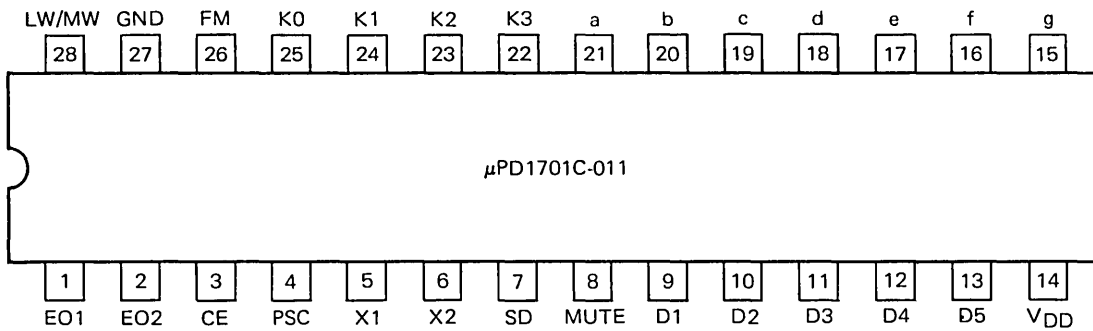 LW/MW GND FM K0 K1 K2 K3 a b c d e f g
28 27 26 25 24 23 22 21 20 19 18 17 16 15
μPD1701C-011
1 2 3 4 5 6 7 8 9 10 11 12 13 14
EO1 EO2 CE PSC X1 X2 SD MUTE D1 D2 D3 D4 D5 VDD